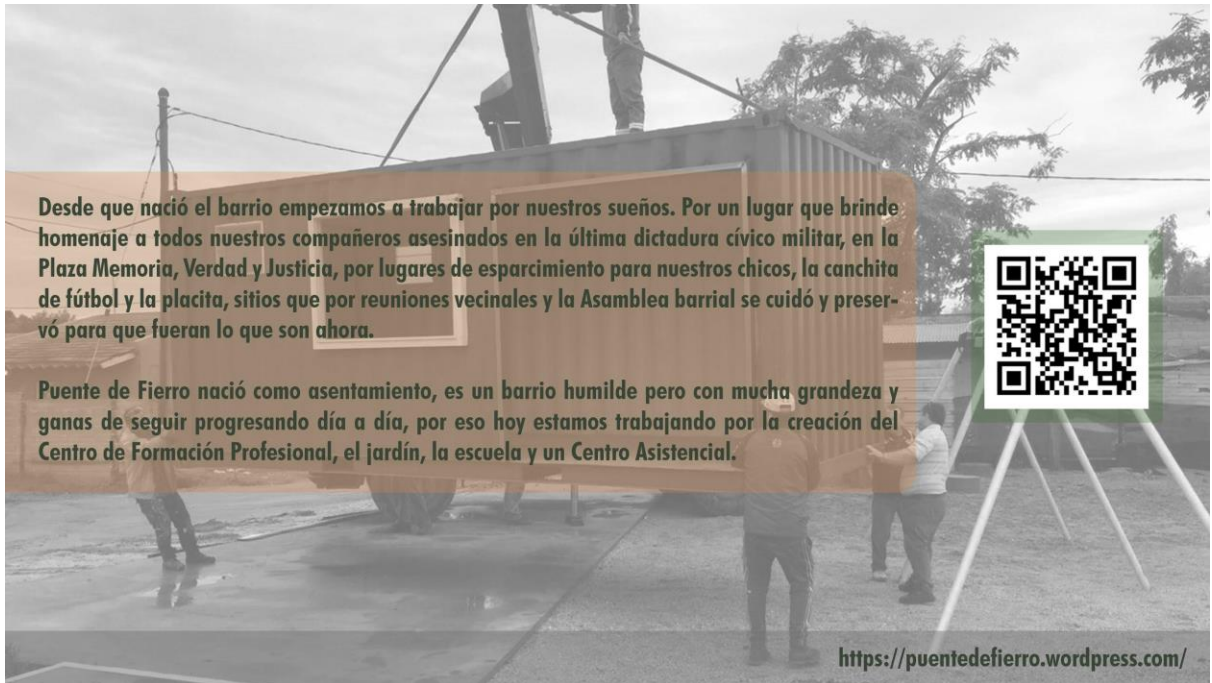 Desde que nació el barrio empezamos a trabajar por nuestros sueños. Por un lugar que brinde
homenaje a todos nuestros compañeros asesinados en la última dictadura cívico militar, en la
Plaza Memoria, Verdad y Justicia, por lugares de esparcimiento para nuestros chicos, la canchita
de fútbol y la placita, sitios que por reuniones vecinales y la Asamblea barrial se cuidó y preser-
vó para que fueran lo que son ahora.
Puente de Fierro nació como asentamiento, es un barrio humilde pero con mucha grandeza y
ganas de seguir progresando día a día, por eso hoy estamos trabajando por la creación del
Centro de Formación Profesional, el jardín, la escuela y un Centro Asistencial.
https://puentedefierro.wordpress.com/